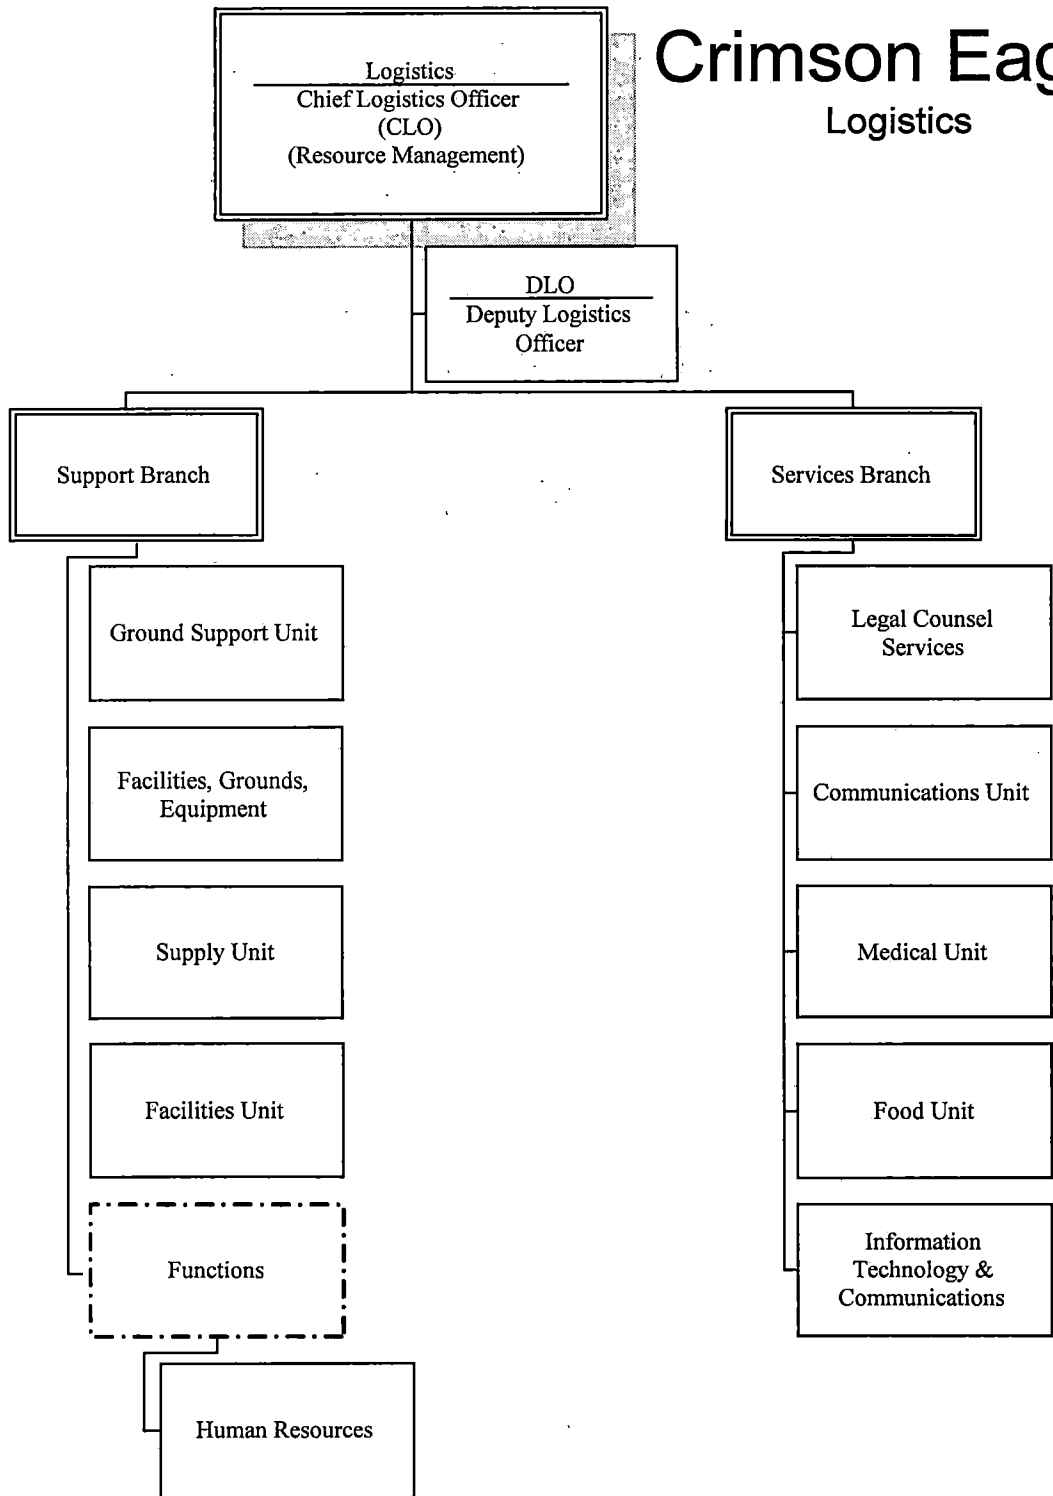 Crimson Eag
Logistics
Logistics
Chief Logistics Officer
(CLO)
(Resource Management)
DLO
Deputy Logistics
Officer
Support Branch
Services Branch
Ground Support Unit
Facilities, Grounds,
Equipment
Supply Unit
Facilities Unit
Functions
Human Resources
Legal Counsel
Services
Communications Unit
Medical Unit
Food Unit
Information
Technology &
Communications